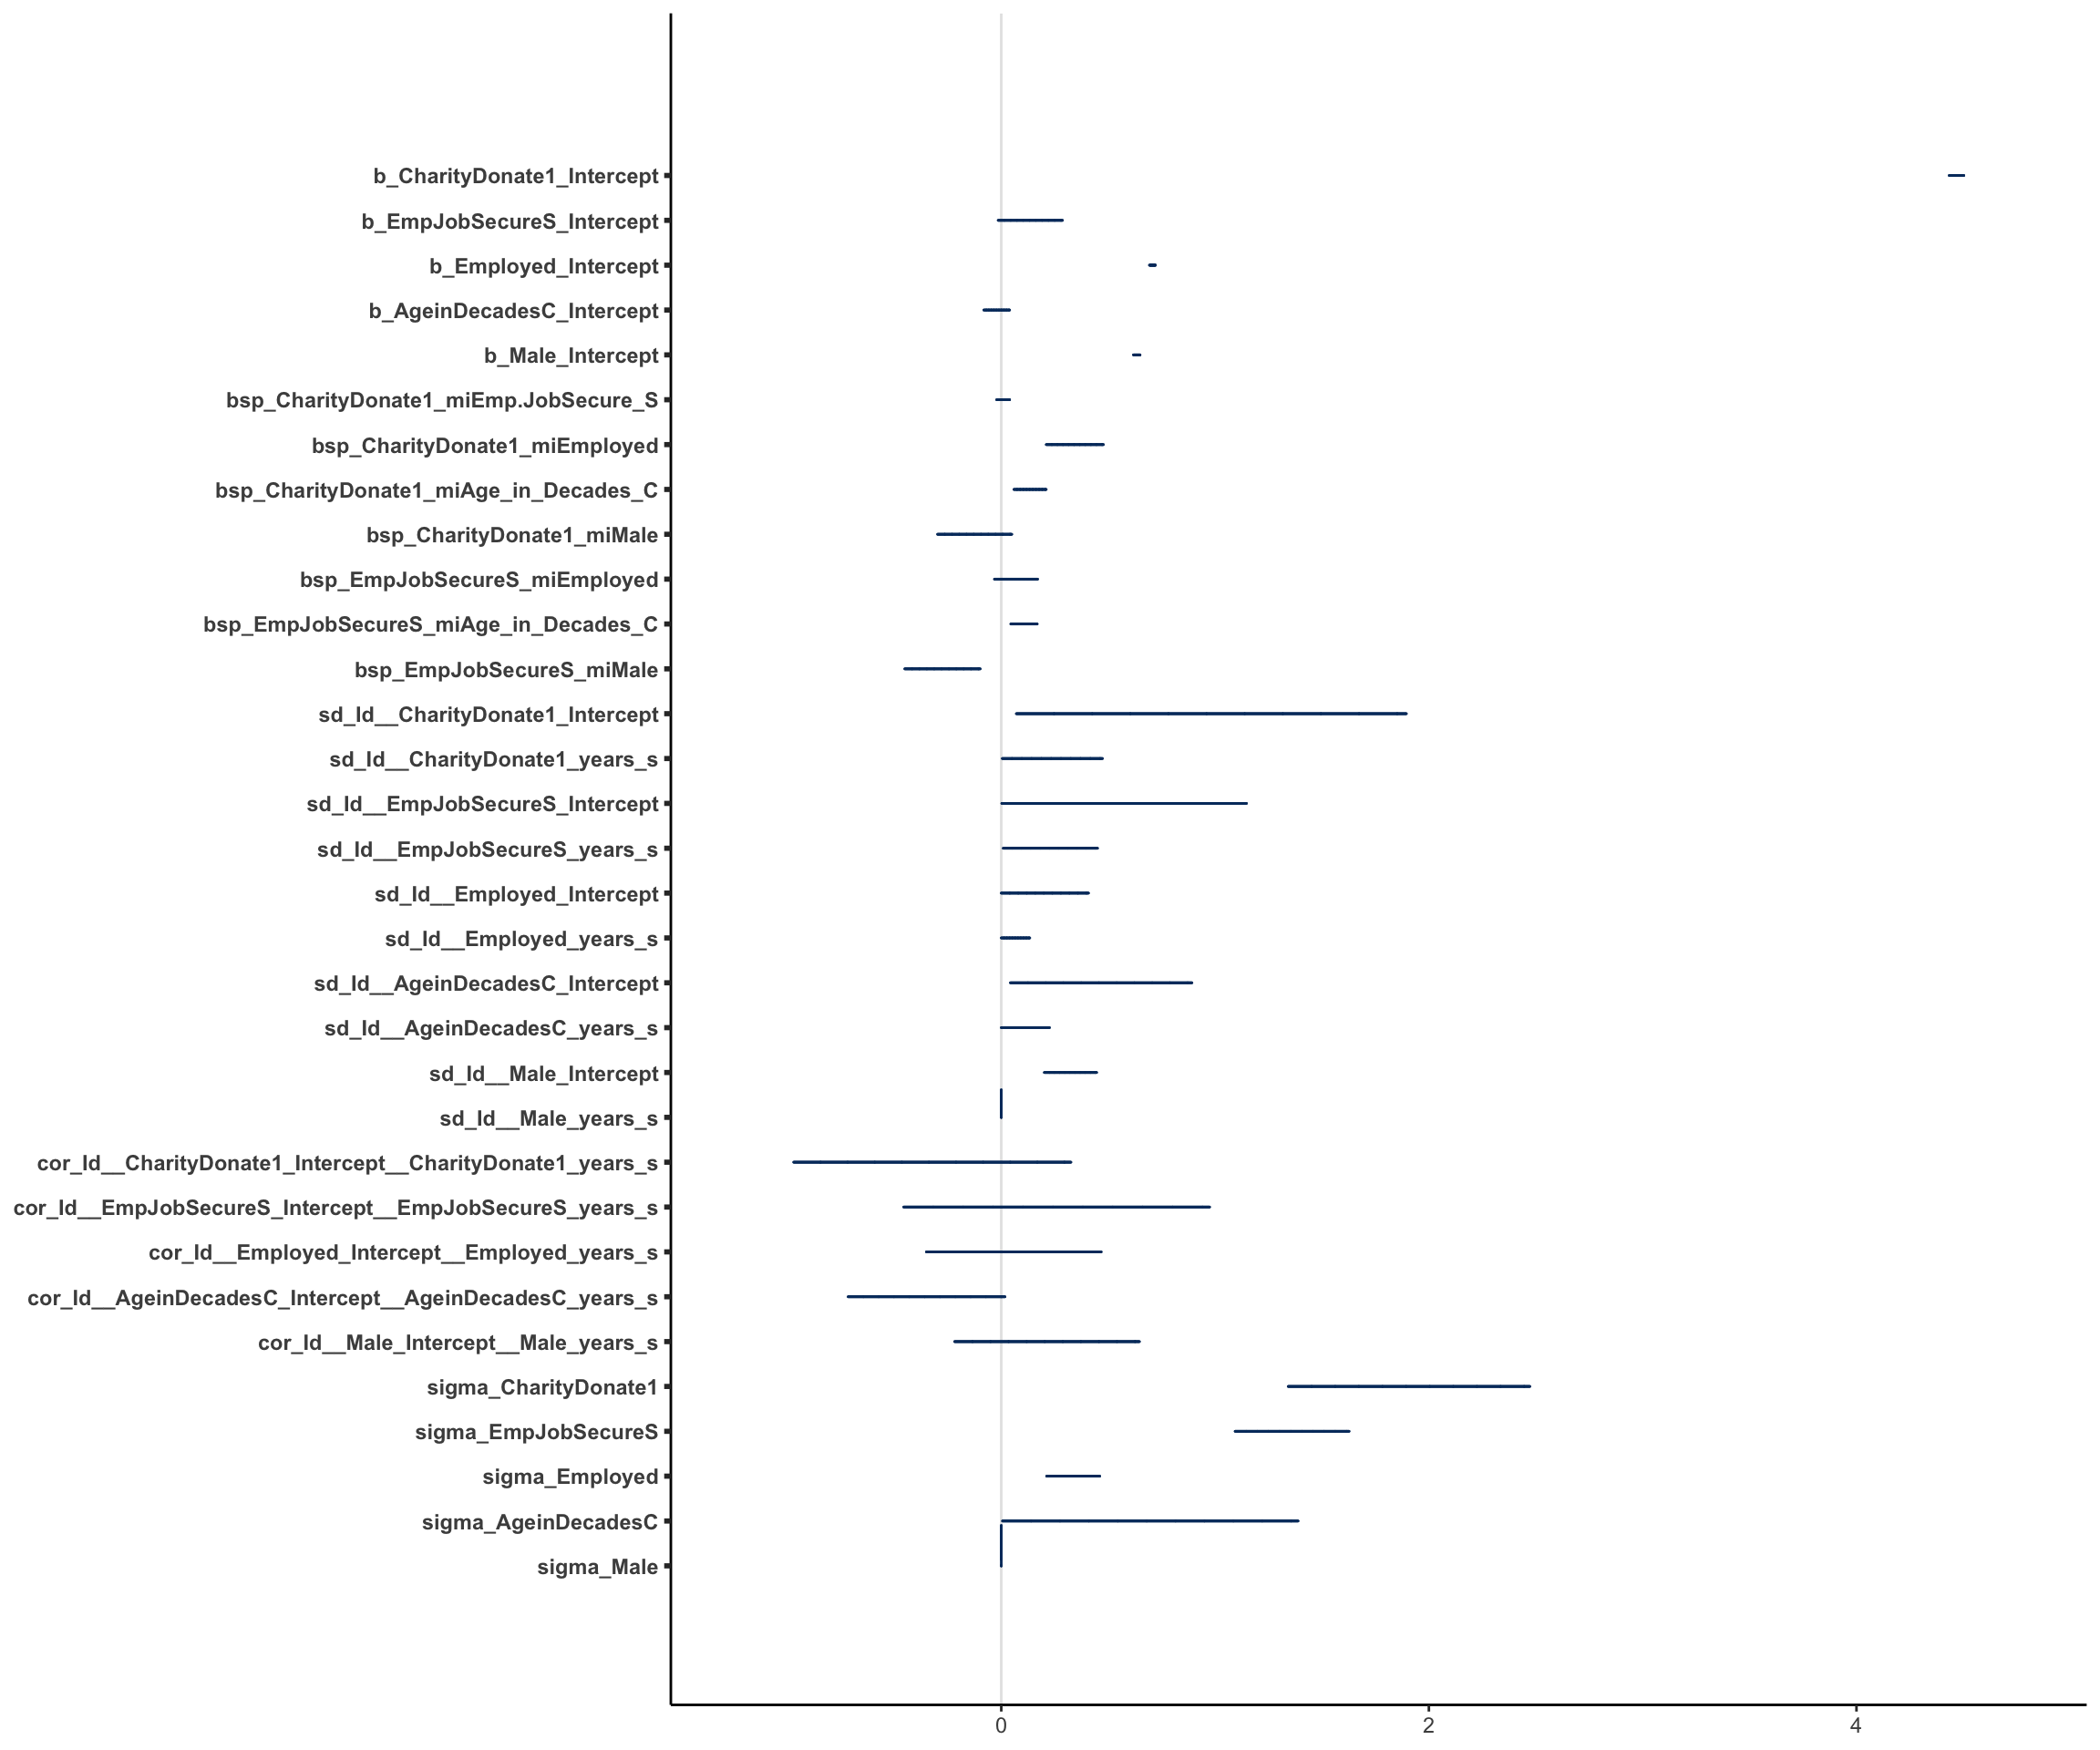 b_CharityDonate1_Intercept
b_EmpJobSecureS_Intercept
b_Employed_Intercept
b_AgeinDecadesC_Intercept
b_Male_Intercept
bsp_CharityDonate1_miEmp.JobSecure_S
bsp_CharityDonate1_miEmployed
bsp_CharityDonate1_miAge_in_Decades_C
bsp_CharityDonate1_miMale
bsp_EmpJobSecureS_miEmployed
bsp_EmpJobSecureS_miAge_in_Decades_C
bsp_EmpJobSecureS_miMale
sd_Id__CharityDonate1_Intercept
sd_Id__CharityDonate1_years_s
sd_Id__EmpJobSecureS_Intercept
sd_Id__EmpJobSecureS_years_s
sd_Id__Employed_Intercept
sd_Id__Employed_years_s
sd_Id__AgeinDecadesC_Intercept
sd_Id__AgeinDecadesC_years_s
sd_Id__Male_Intercept
sd_Id__Male_years_s
cor_Id__CharityDonate1_Intercept__CharityDonate1_years_s
cor_Id__EmpJobSecureS_Intercept__EmpJobSecureS_years_s
cor_Id__Employed_Intercept__Employed_years_s
cor_Id__AgeinDecadesC_Intercept__AgeinDecadesC_years_s
cor_Id__Male_Intercept__Male_years_s
sigma_CharityDonate1
sigma_EmpJobSecureS
sigma_Employed
sigma_AgeinDecadesC
sigma_Male
0 2 4